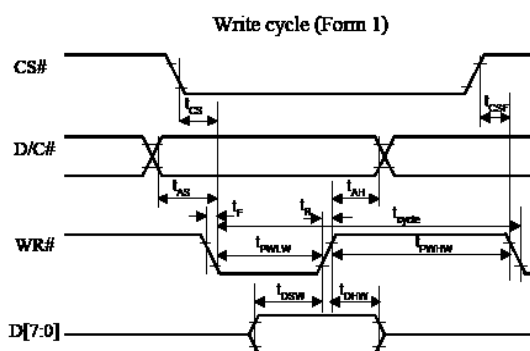 Write cycle (Form 1)
CS#
tCS
tCSF
D/C#
tAS
tAH
tF
tR
tcycle
WR#
tPWLW
tPWHW
tDSW
tDHW
D[7:0]